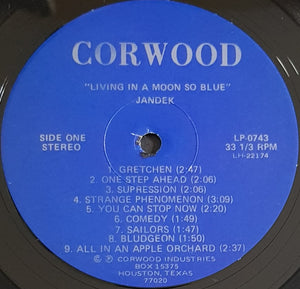 CORWOOD
"LIVING IN A MOON SO BLUE"
JANDEK
SIDE ONE
STEREO
LP-0743
33 1/3 RPM
LH-22174
1. GRETCHEN (2:47)
2. ONE STEP AHEAD (2:06)
3. SUPRESSION (2:06)
4. STRANGE PHENOMENON (3:09)
5. YOU CAN STOP NOW (2:20)
6. COMEDY (1:49)
7. SAILORS (1:47)
8. BLUDGEON (1:50)
9. ALL IN AN APPLE ORCHARD (2:37)
© ℗ CORWOOD INDUSTRIES
BOX 15375
HOUSTON, TEXAS
77020